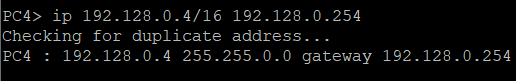 PC4> ip 192.128.0.4/16 192.128.0.254
Checking for duplicate address...
PC4 : 192.128.0.4 255.255.0.0 gateway 192.128.0.254